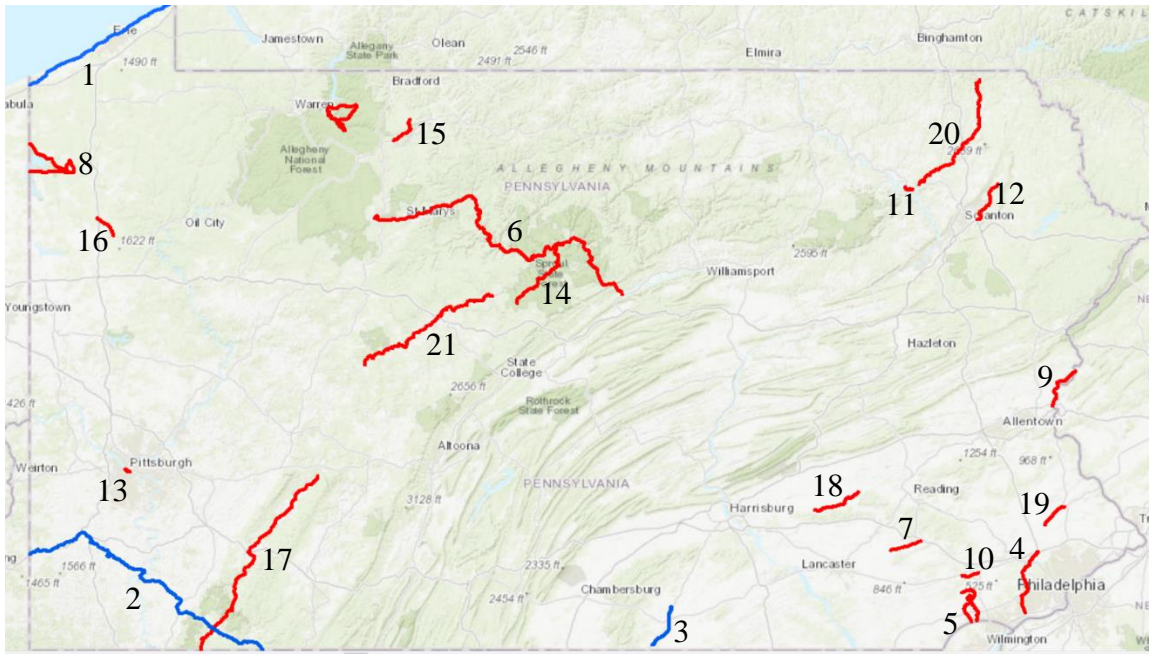 CATSKIL
Erie
Jamestown
Allegany
State Park
Olean
2546 ft
2491 ft
Elmira
Binghamton
1490 ft
1
abula
Warren
Bradford
15
20
8
Allegheny
National
Forest
ALLEGHENY MOUNTAINS
PENNSYLVANIA
11
12
Scranton
16
Oil City
1622 ft
St Marys
6
Sproul
State
Forest
14
Williamsport
2595 ft
Youngstown
21
State
College
Hazleton
9
426 ft
2656 ft
Rothrock
State Forest
Allentown
Altoona
1254 ft
968 ft
Weirton
Pittsburgh
13
PENNSYLVANIA
3128 ft
18
Reading
19
Harrisburg
7
4
17
1465 ft
1566 ft
2
2335 ft
2454 ft
Chambersburg
3
Lancaster
846 ft
10
525 ft
Philadelphia
5
Wilmington